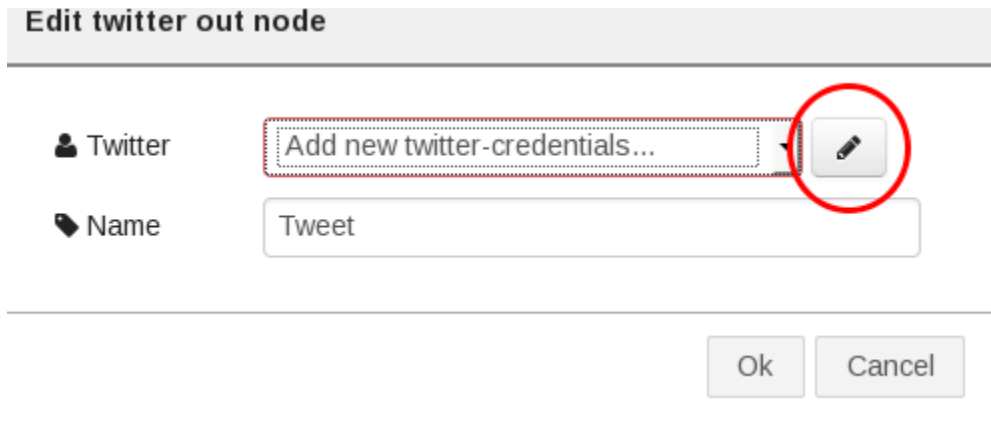 Edit twitter out node
Twitter Add new twitter-credentials...
Name Tweet
Ok Cancel